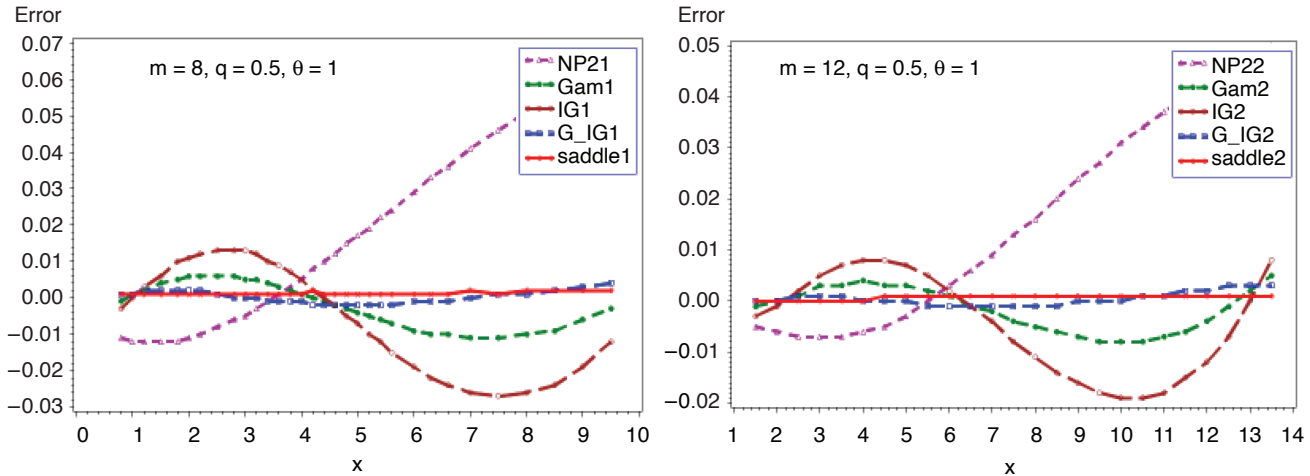 Error
0.07
0.06
0.05
0.04
0.03
0.02
0.01
0.00
−0.01
−0.02
−0.03
m = 8, q = 0.5, θ = 1
NP21
Gam1
IG1
G_IG1
saddle1
0 1 2 3 4 5 6 7 8 9 10
x
Error
0.05
0.04
0.03
0.02
0.01
0.00
−0.01
−0.02
m = 12, q = 0.5, θ = 1
NP22
Gam2
IG2
G_IG2
saddle2
1 2 3 4 5 6 7 8 9 10 11 12 13 14
x